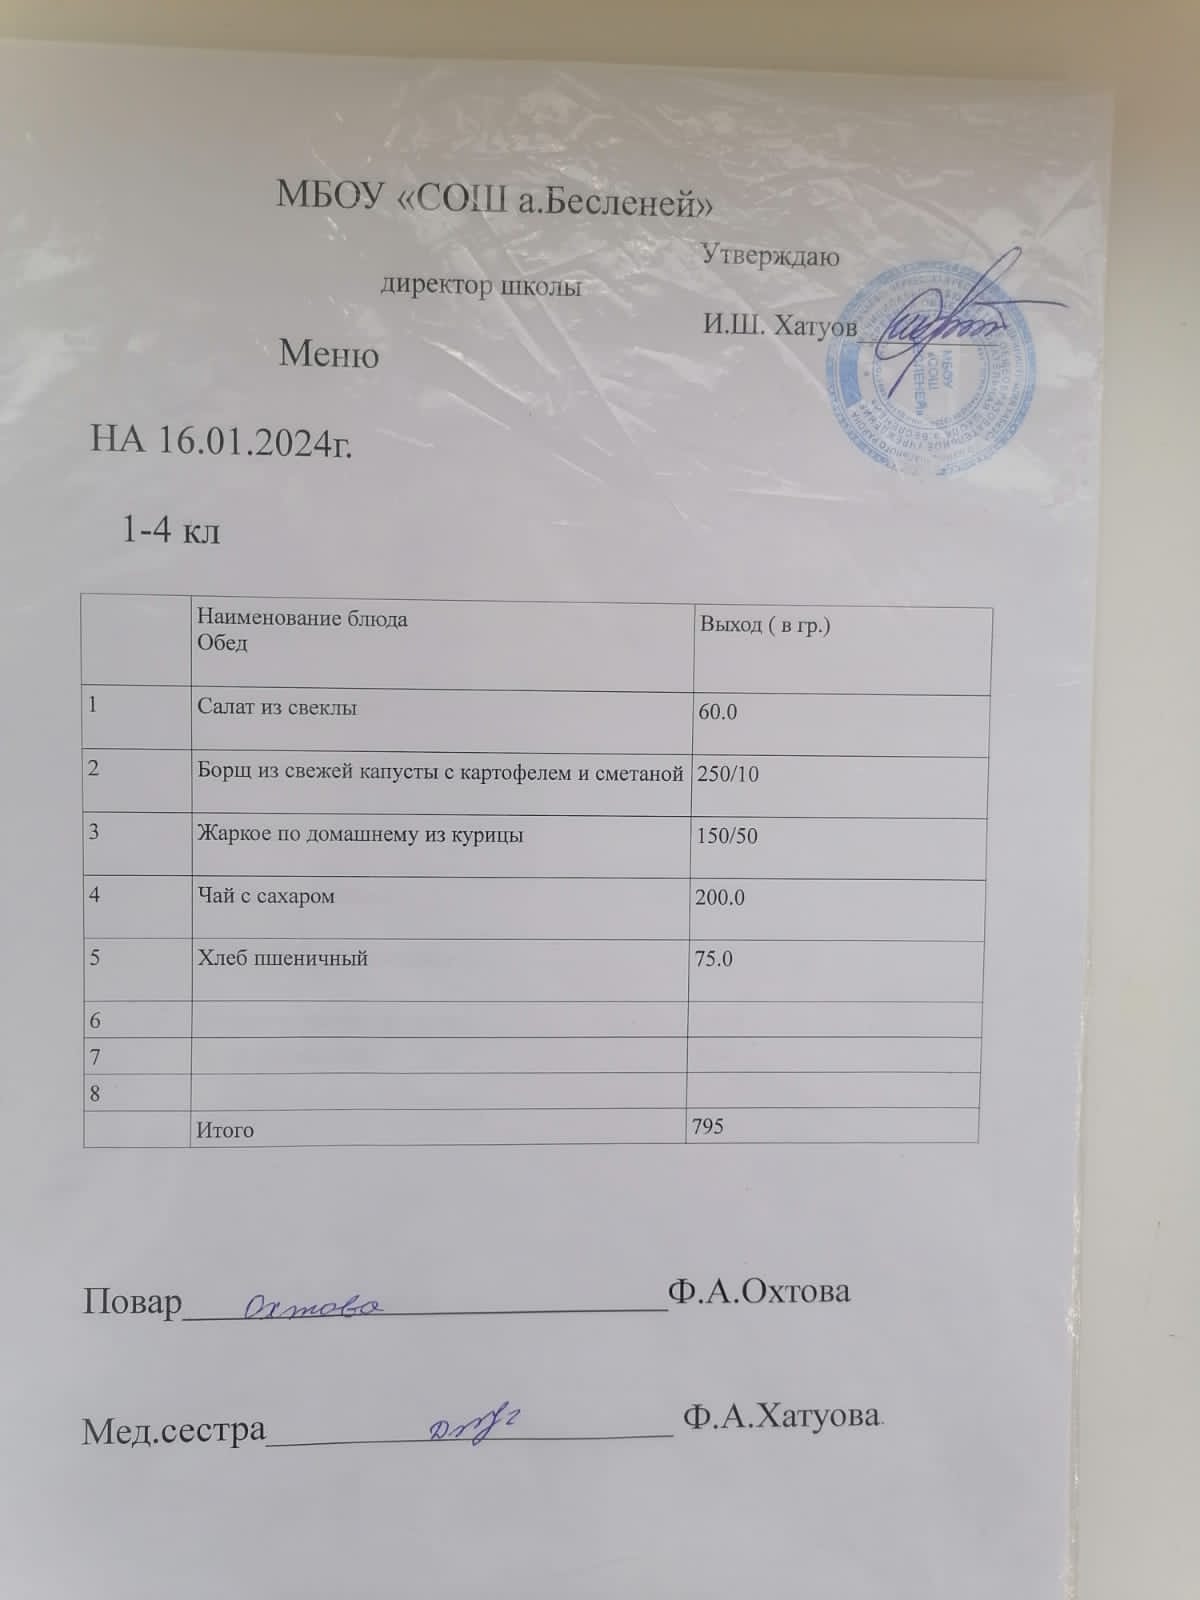 МБОУ «СОШ а.Бесленей»
Утверждаю
директор школы
И.Ш. Хатуов
Меню
НА 16.01.2024г.
1-4 кл
Наименование блюда
Обед
Выход ( в гр.)
1 Салат из свеклы 60.0
2 Борщ из свежей капусты с картофелем и сметаной 250/10
3 Жаркое по домашнему из курицы 150/50
4 Чай с сахаром 200.0
5 Хлеб пшеничный 75.0
6
7
8
Итого 795
Повар Охтова Ф.А.Охтова
Мед.сестра Ф.А.Хатуова.
МБОУ
«СОШ